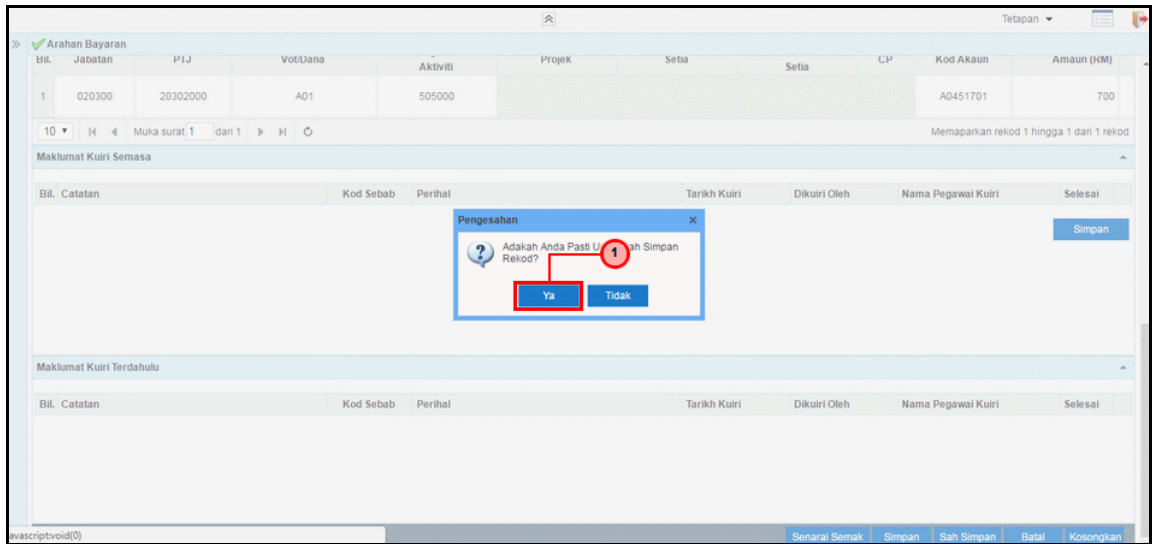 Tetapan
Arahan Bayaran
Bil. Jabatan PTJ Vot/Dana Aktiviti Projek Setia Setia CP Kod Akaun Amaun (RM)
1 020300 20302000 A01 505000 A0451701 700
10 Muka surat 1 dari 1 Memaparkan rekod 1 hingga 1 dari 1 rekod
Maklumat Kuiri Semasa
Bil. Catatan Kod Sebab Perihal Tarikh Kuiri Dikuiri Oleh Nama Pegawai Kuiri Selesai
Simpan
Pengesahan
Adakah Anda Pasti Simpan
Rekod?
1
Ya Tidak
Maklumat Kuiri Terdahulu
Bil. Catatan Kod Sebab Perihal Tarikh Kuiri Dikuiri Oleh Nama Pegawai Kuiri Selesai
avascript:void(0) Senarai Semak Simpan Sah Simpan Batal Kosongkan